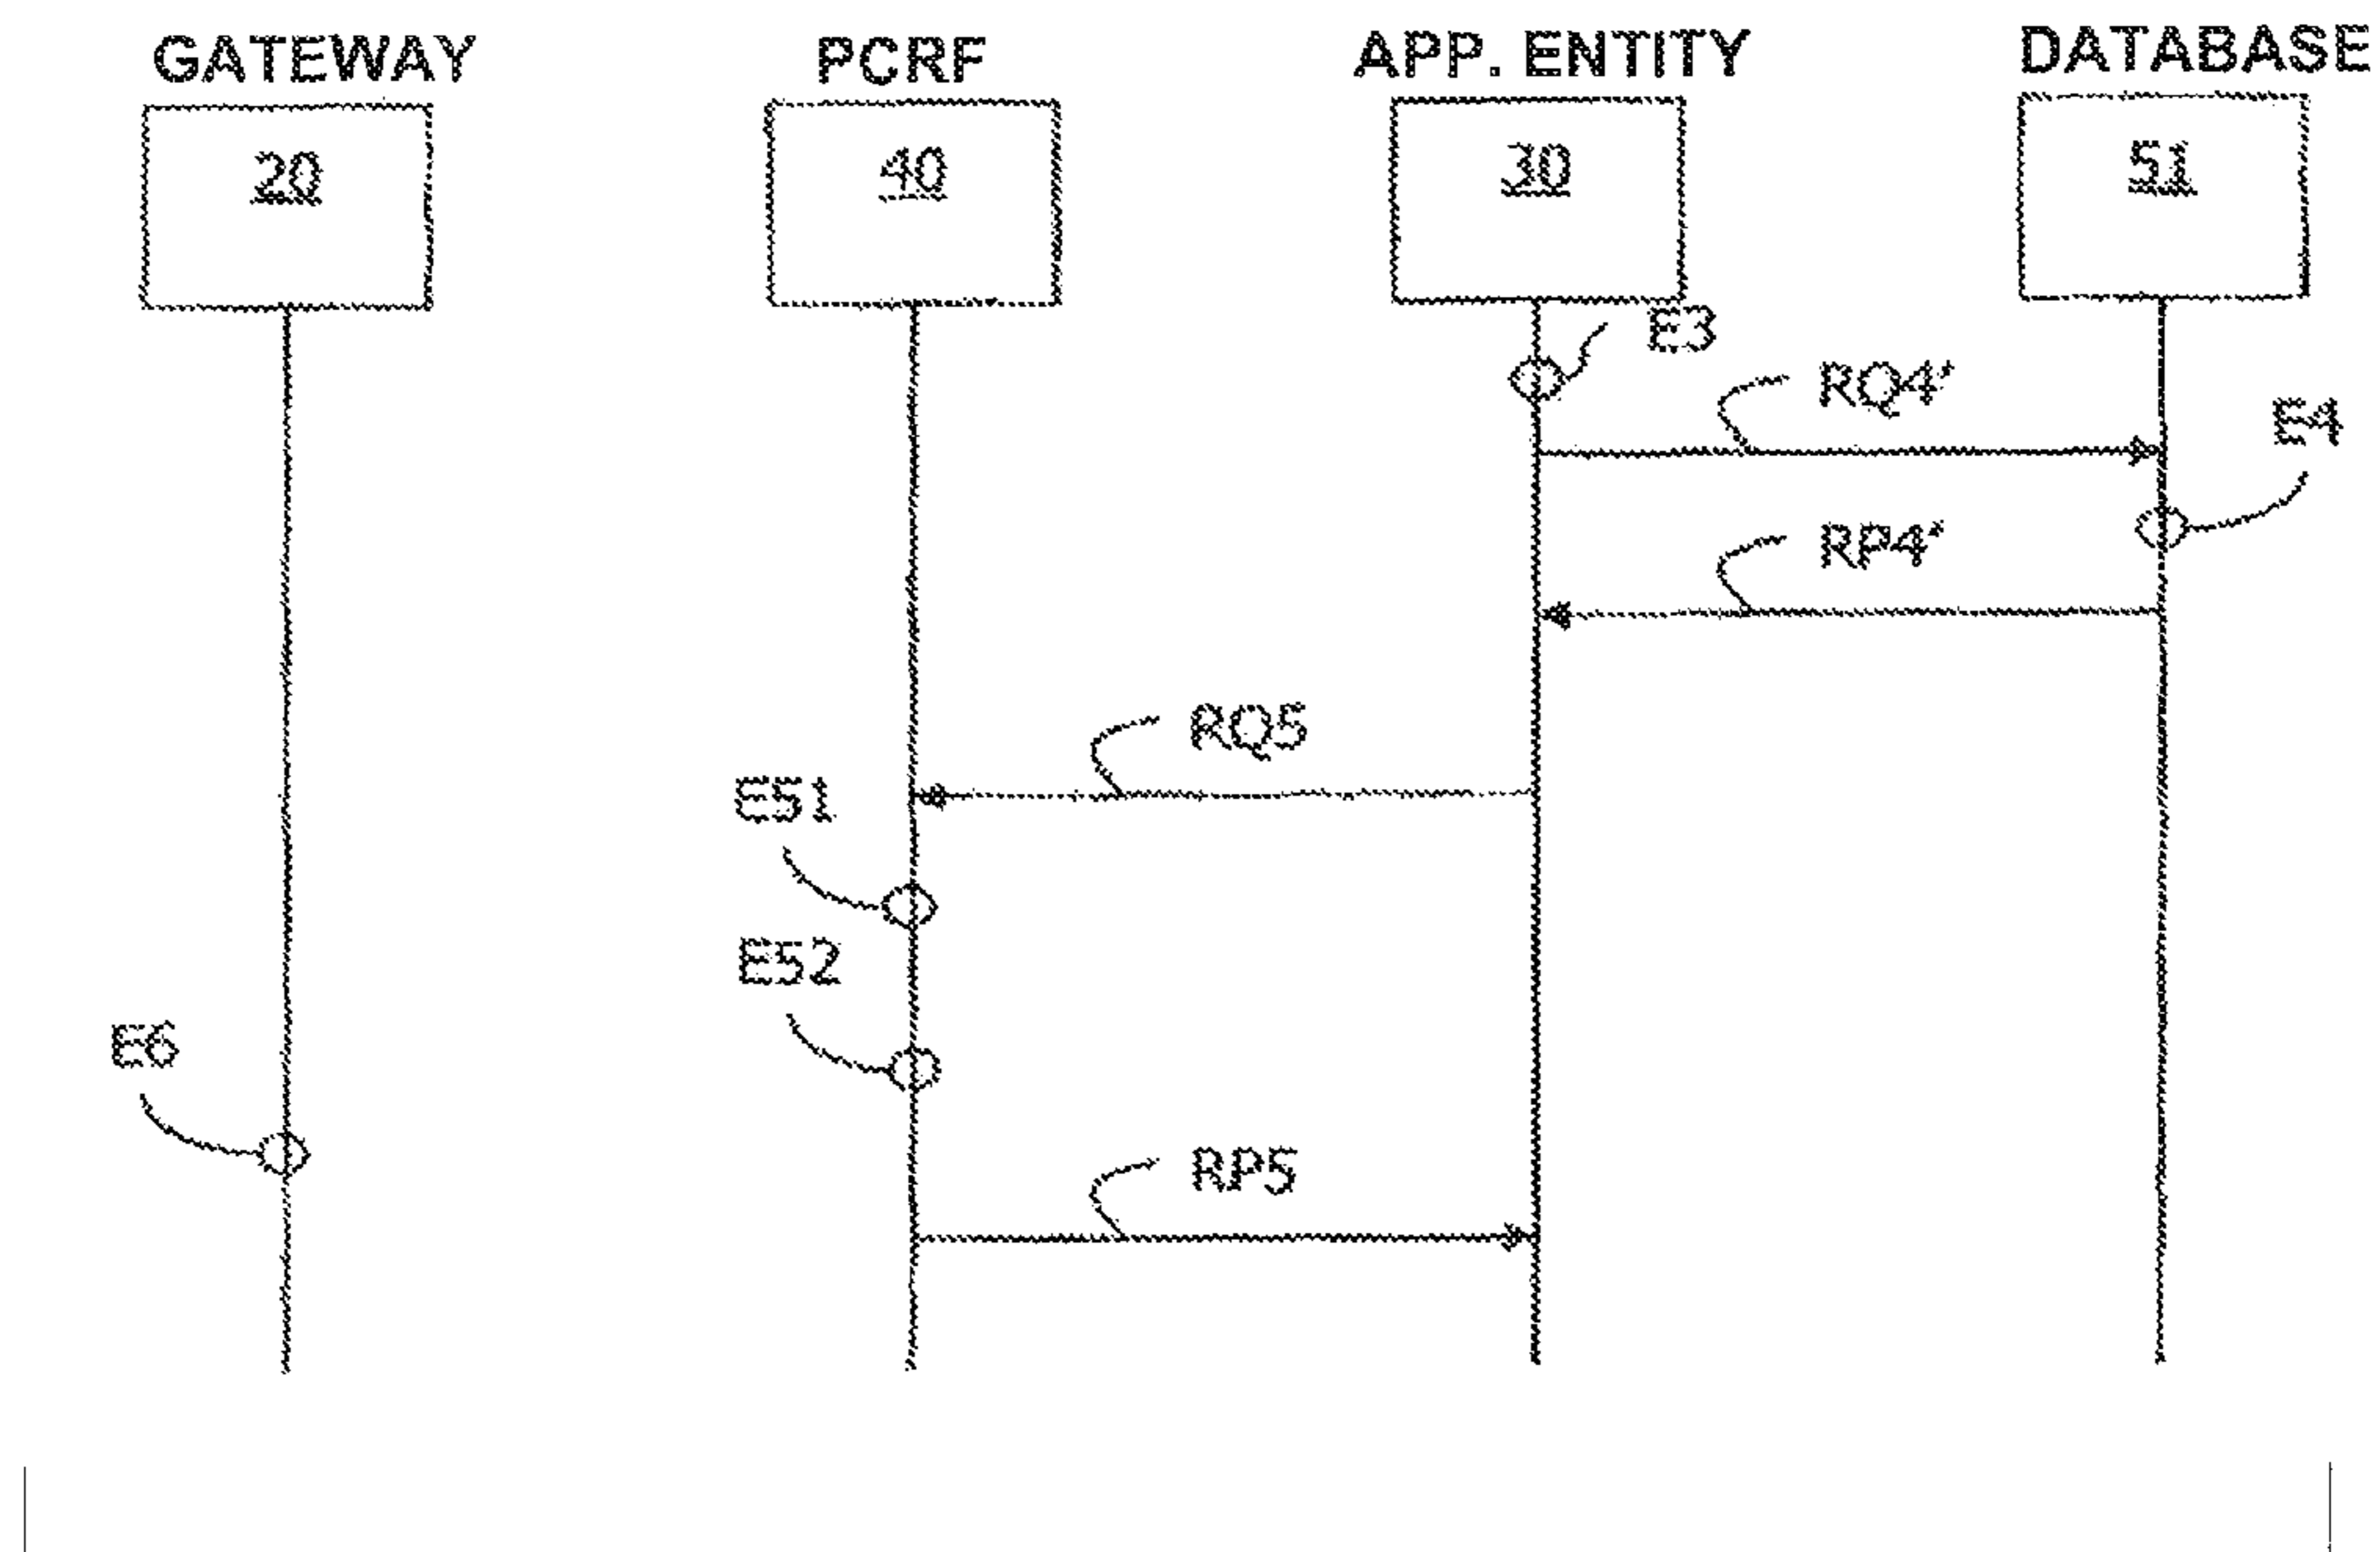 GATEWAY PCRF APP. ENTITY DATABASE
20 40 30 51
E3
RQ4'
E4
RP4'
RQ5
E51
E52
E6
RP5